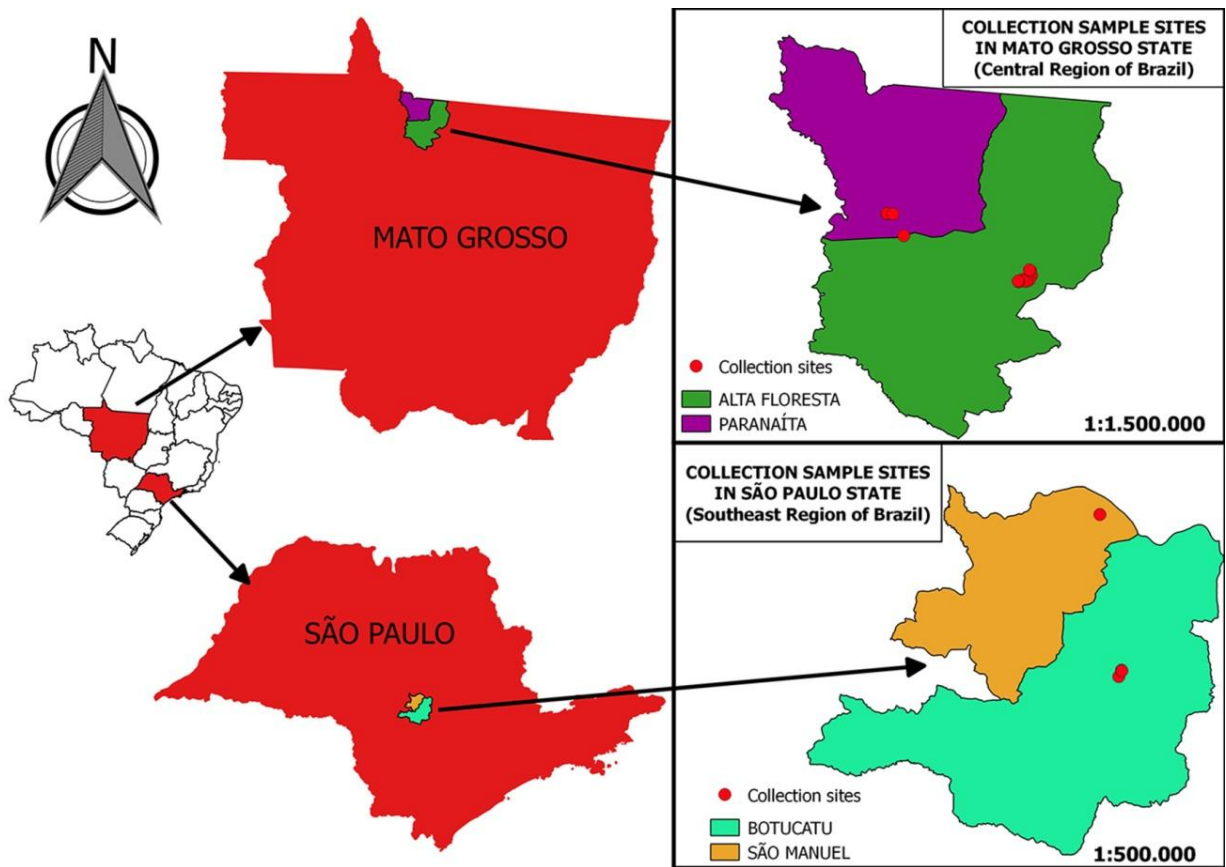 N
MATO GROSSO
SÃO PAULO
COLLECTION SAMPLE SITES
IN MATO GROSSO STATE
(Central Region of Brazil)
Collection sites
ALTA FLORESTA
PARANAÍTA
1:1.500.000
COLLECTION SAMPLE SITES
IN SÃO PAULO STATE
(Southeast Region of Brazil)
Collection sites
BOTUCATU
SÃO MANUEL
1:500.000